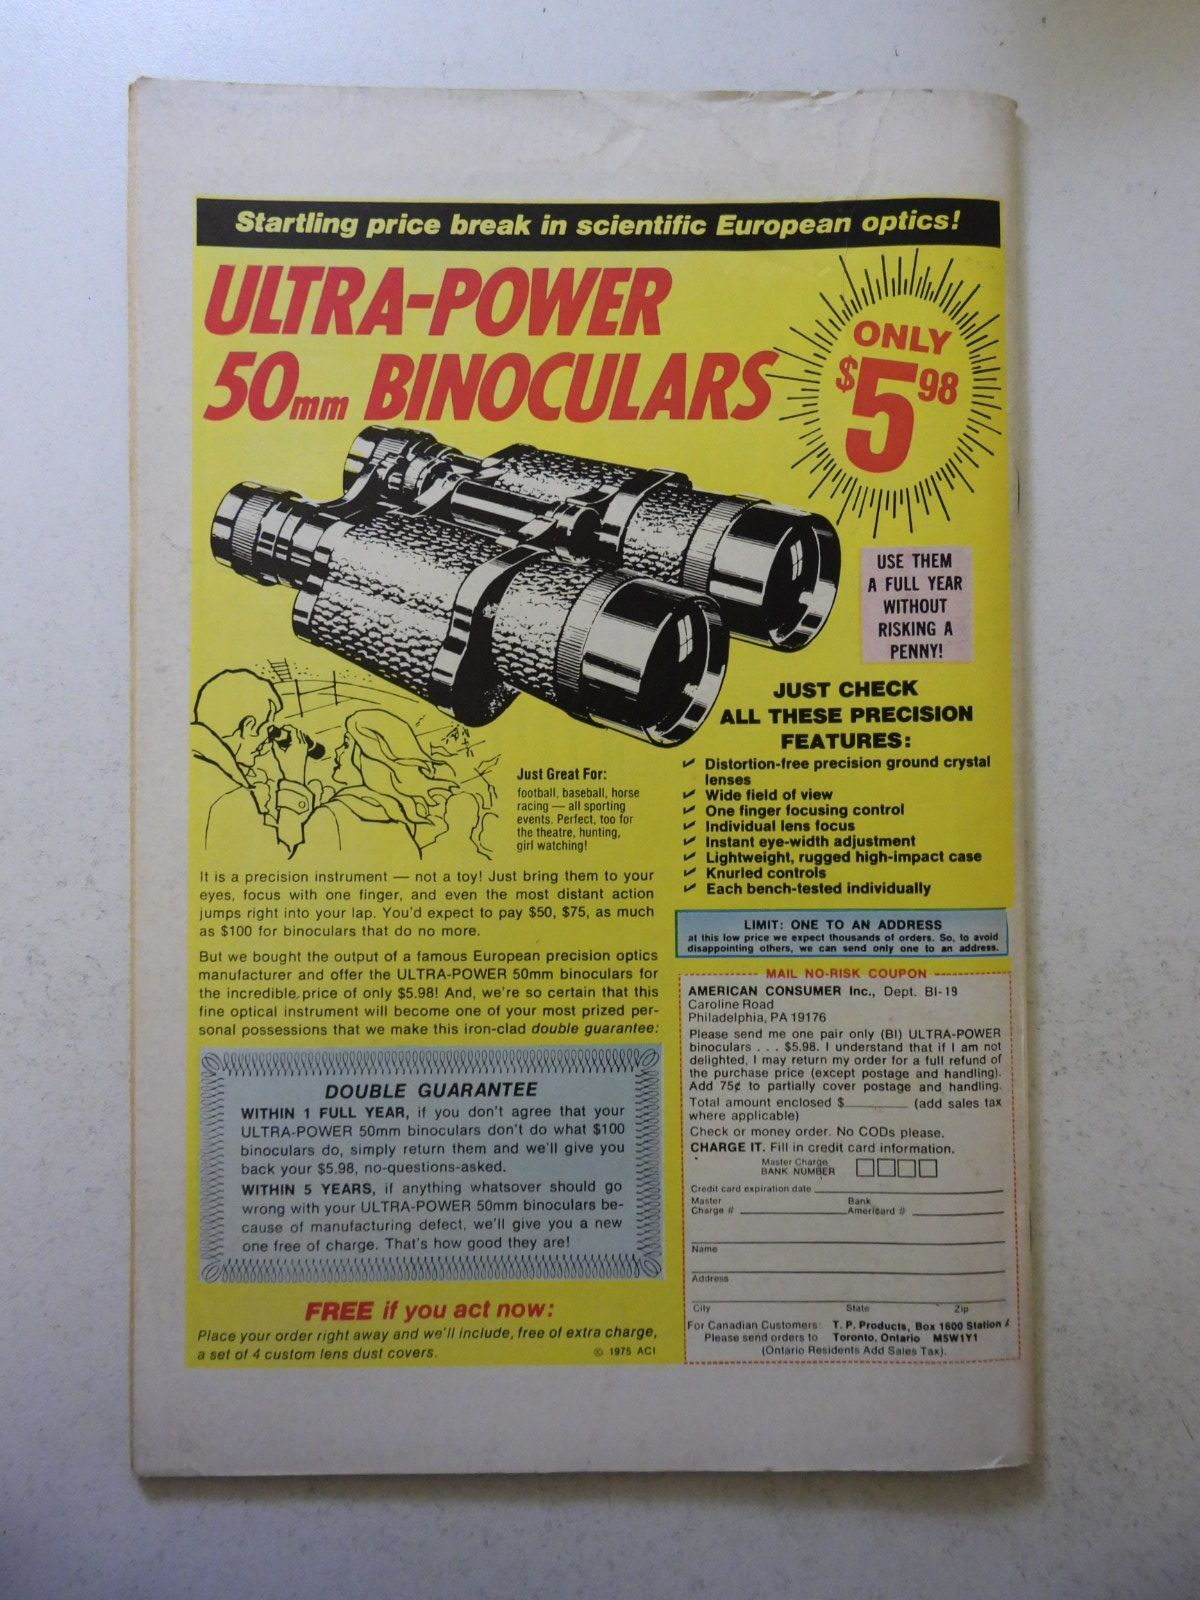 Startling price break in scientific European optics!
ULTRA-POWER
50mm BINOCULARS
ONLY
$5.98
USE THEM
A FULL YEAR
WITHOUT
RISKING A
PENNY!
JUST CHECK
ALL THESE PRECISION
FEATURES:
✓ Distortion-free precision ground crystal
lenses
✓ Wide field of view
✓ One finger focusing control
✓ Individual lens focus
✓ Instant eye-width adjustment
✓ Lightweight, rugged high-impact case
✓ Knurled controls
✓ Each bench-tested individually
Just Great For:
football, baseball, horse
racing — all sporting
events. Perfect, too for
the theatre, hunting,
girl watching!
It is a precision instrument — not a toy! Just bring them to your
eyes, focus with one finger, and even the most distant action
jumps right into your lap. You'd expect to pay $50, $75, as much
as $100 for binoculars that do no more.
But we bought the output of a famous European precision optics
manufacturer and offer the ULTRA-POWER 50mm binoculars for
the incredible price of only $5.98! And, we're so certain that this
fine optical instrument will become one of your most prized per-
sonal possessions that we make this iron-clad double guarantee:
DOUBLE GUARANTEE
WITHIN 1 FULL YEAR, if you don't agree that your
ULTRA-POWER 50mm binoculars don't do what $100
binoculars do, simply return them and we'll give you
back your $5.98, no-questions-asked.
WITHIN 5 YEARS, if anything whatsover should go
wrong with your ULTRA-POWER 50mm binoculars be-
cause of manufacturing defect, we'll give you a new
one free of charge. That's how good they are!
FREE if you act now:
Place your order right away and we'll include, free of extra charge,
a set of 4 custom lens dust covers.
© 1975 ACI
LIMIT: ONE TO AN ADDRESS
at this low price we expect thousands of orders. So, to avoid
disappointing others, we can send only one to an address.
MAIL NO-RISK COUPON
AMERICAN CONSUMER Inc., Dept. BI-19
Caroline Road
Philadelphia, PA 19176
Please send me one pair only (BI) ULTRA-POWER
binoculars . . . $5.98. I understand that if I am not
delighted, I may return my order for a full refund of
the purchase price (except postage and handling).
Add 75¢ to partially cover postage and handling.
Total amount enclosed $ (add sales tax
where applicable)
Check or money order. No CODs please.
CHARGE IT. Fill in credit card information.
Master Charge
BANK NUMBER
Credit card expiration date
Master Bank
Charge # Americard #
Name
Address
City State Zip
For Canadian Customers: T. P. Products, Box 1600 Station A
Please send orders to Toronto, Ontario M5W1Y1
(Ontario Residents Add Sales Tax).